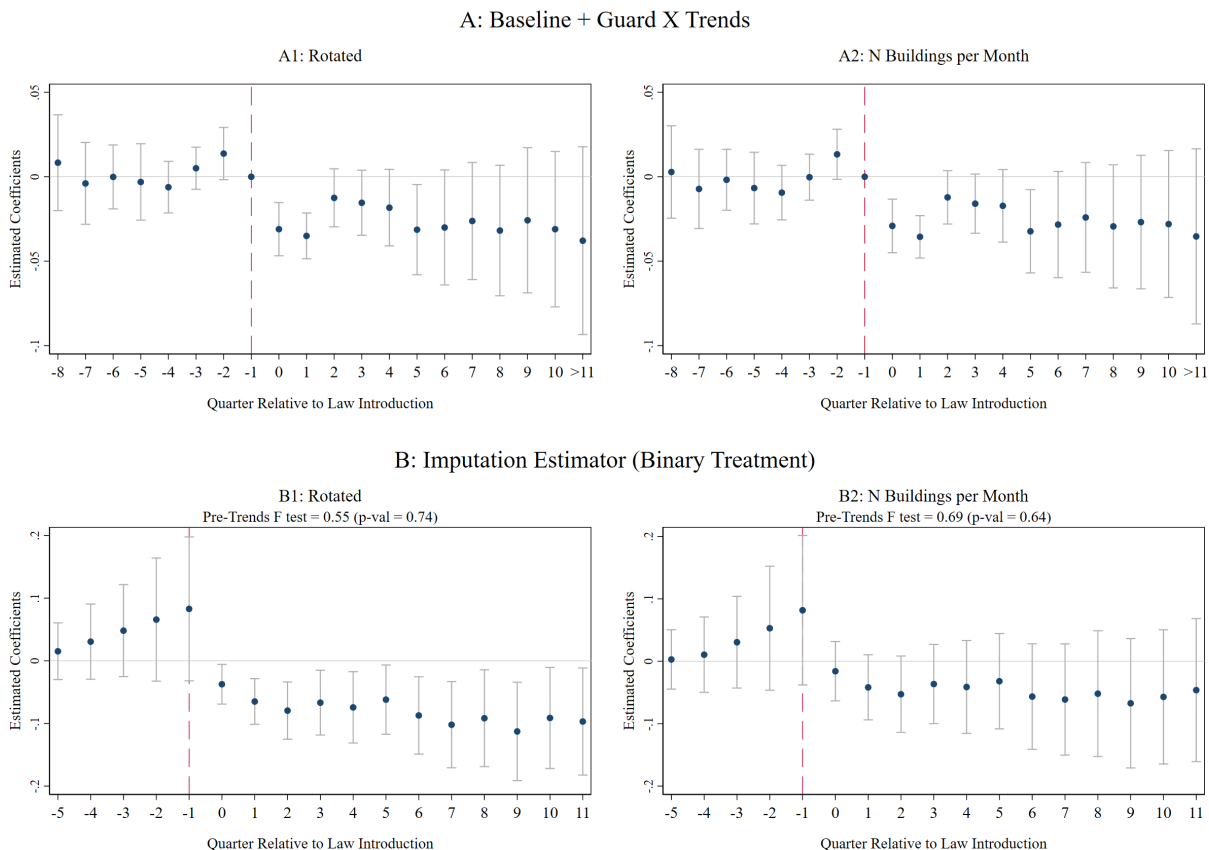 A: Baseline + Guard X Trends
A1: Rotated
.05
0
-.05
-.1
Estimated Coefficients
-8 -7 -6 -5 -4 -3 -2 -1 0 1 2 3 4 5 6 7 8 9 10 >11
Quarter Relative to Law Introduction
A2: N Buildings per Month
.05
0
-.05
-.1
Estimated Coefficients
-8 -7 -6 -5 -4 -3 -2 -1 0 1 2 3 4 5 6 7 8 9 10 >11
Quarter Relative to Law Introduction
B: Imputation Estimator (Binary Treatment)
B1: Rotated
Pre-Trends F test = 0.55 (p-val = 0.74)
.2
.1
0
-.1
-.2
Estimated Coefficients
-5 -4 -3 -2 -1 0 1 2 3 4 5 6 7 8 9 10 11
Quarter Relative to Law Introduction
B2: N Buildings per Month
Pre-Trends F test = 0.69 (p-val = 0.64)
.2
.1
0
-.1
-.2
Estimated Coefficients
-5 -4 -3 -2 -1 0 1 2 3 4 5 6 7 8 9 10 11
Quarter Relative to Law Introduction